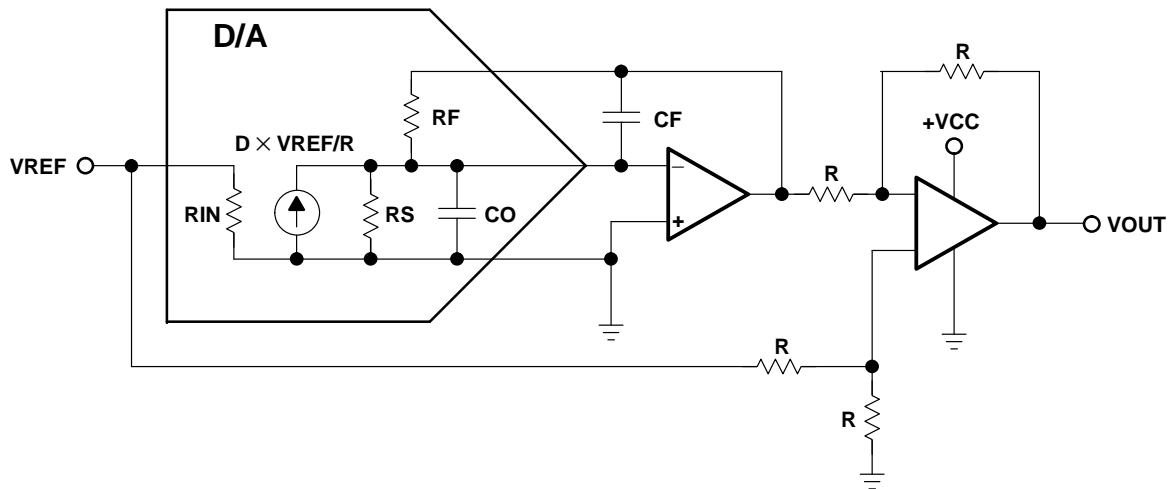 D/A
R
RF
CF
+VCC
D × VREF/R
VREF
R
−
RIN
RS
CO
+
VOUT
R
R